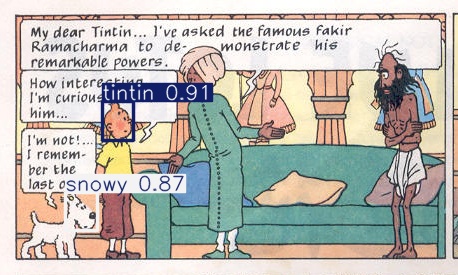 My dear Tintin... I've asked the famous fakir
Ramacharma to de- monstrate his
remarkable powers.
How interesting
I'm curious
him...
tintin 0.91
I'm not!...
I remem-
ber the
last
snowy 0.87